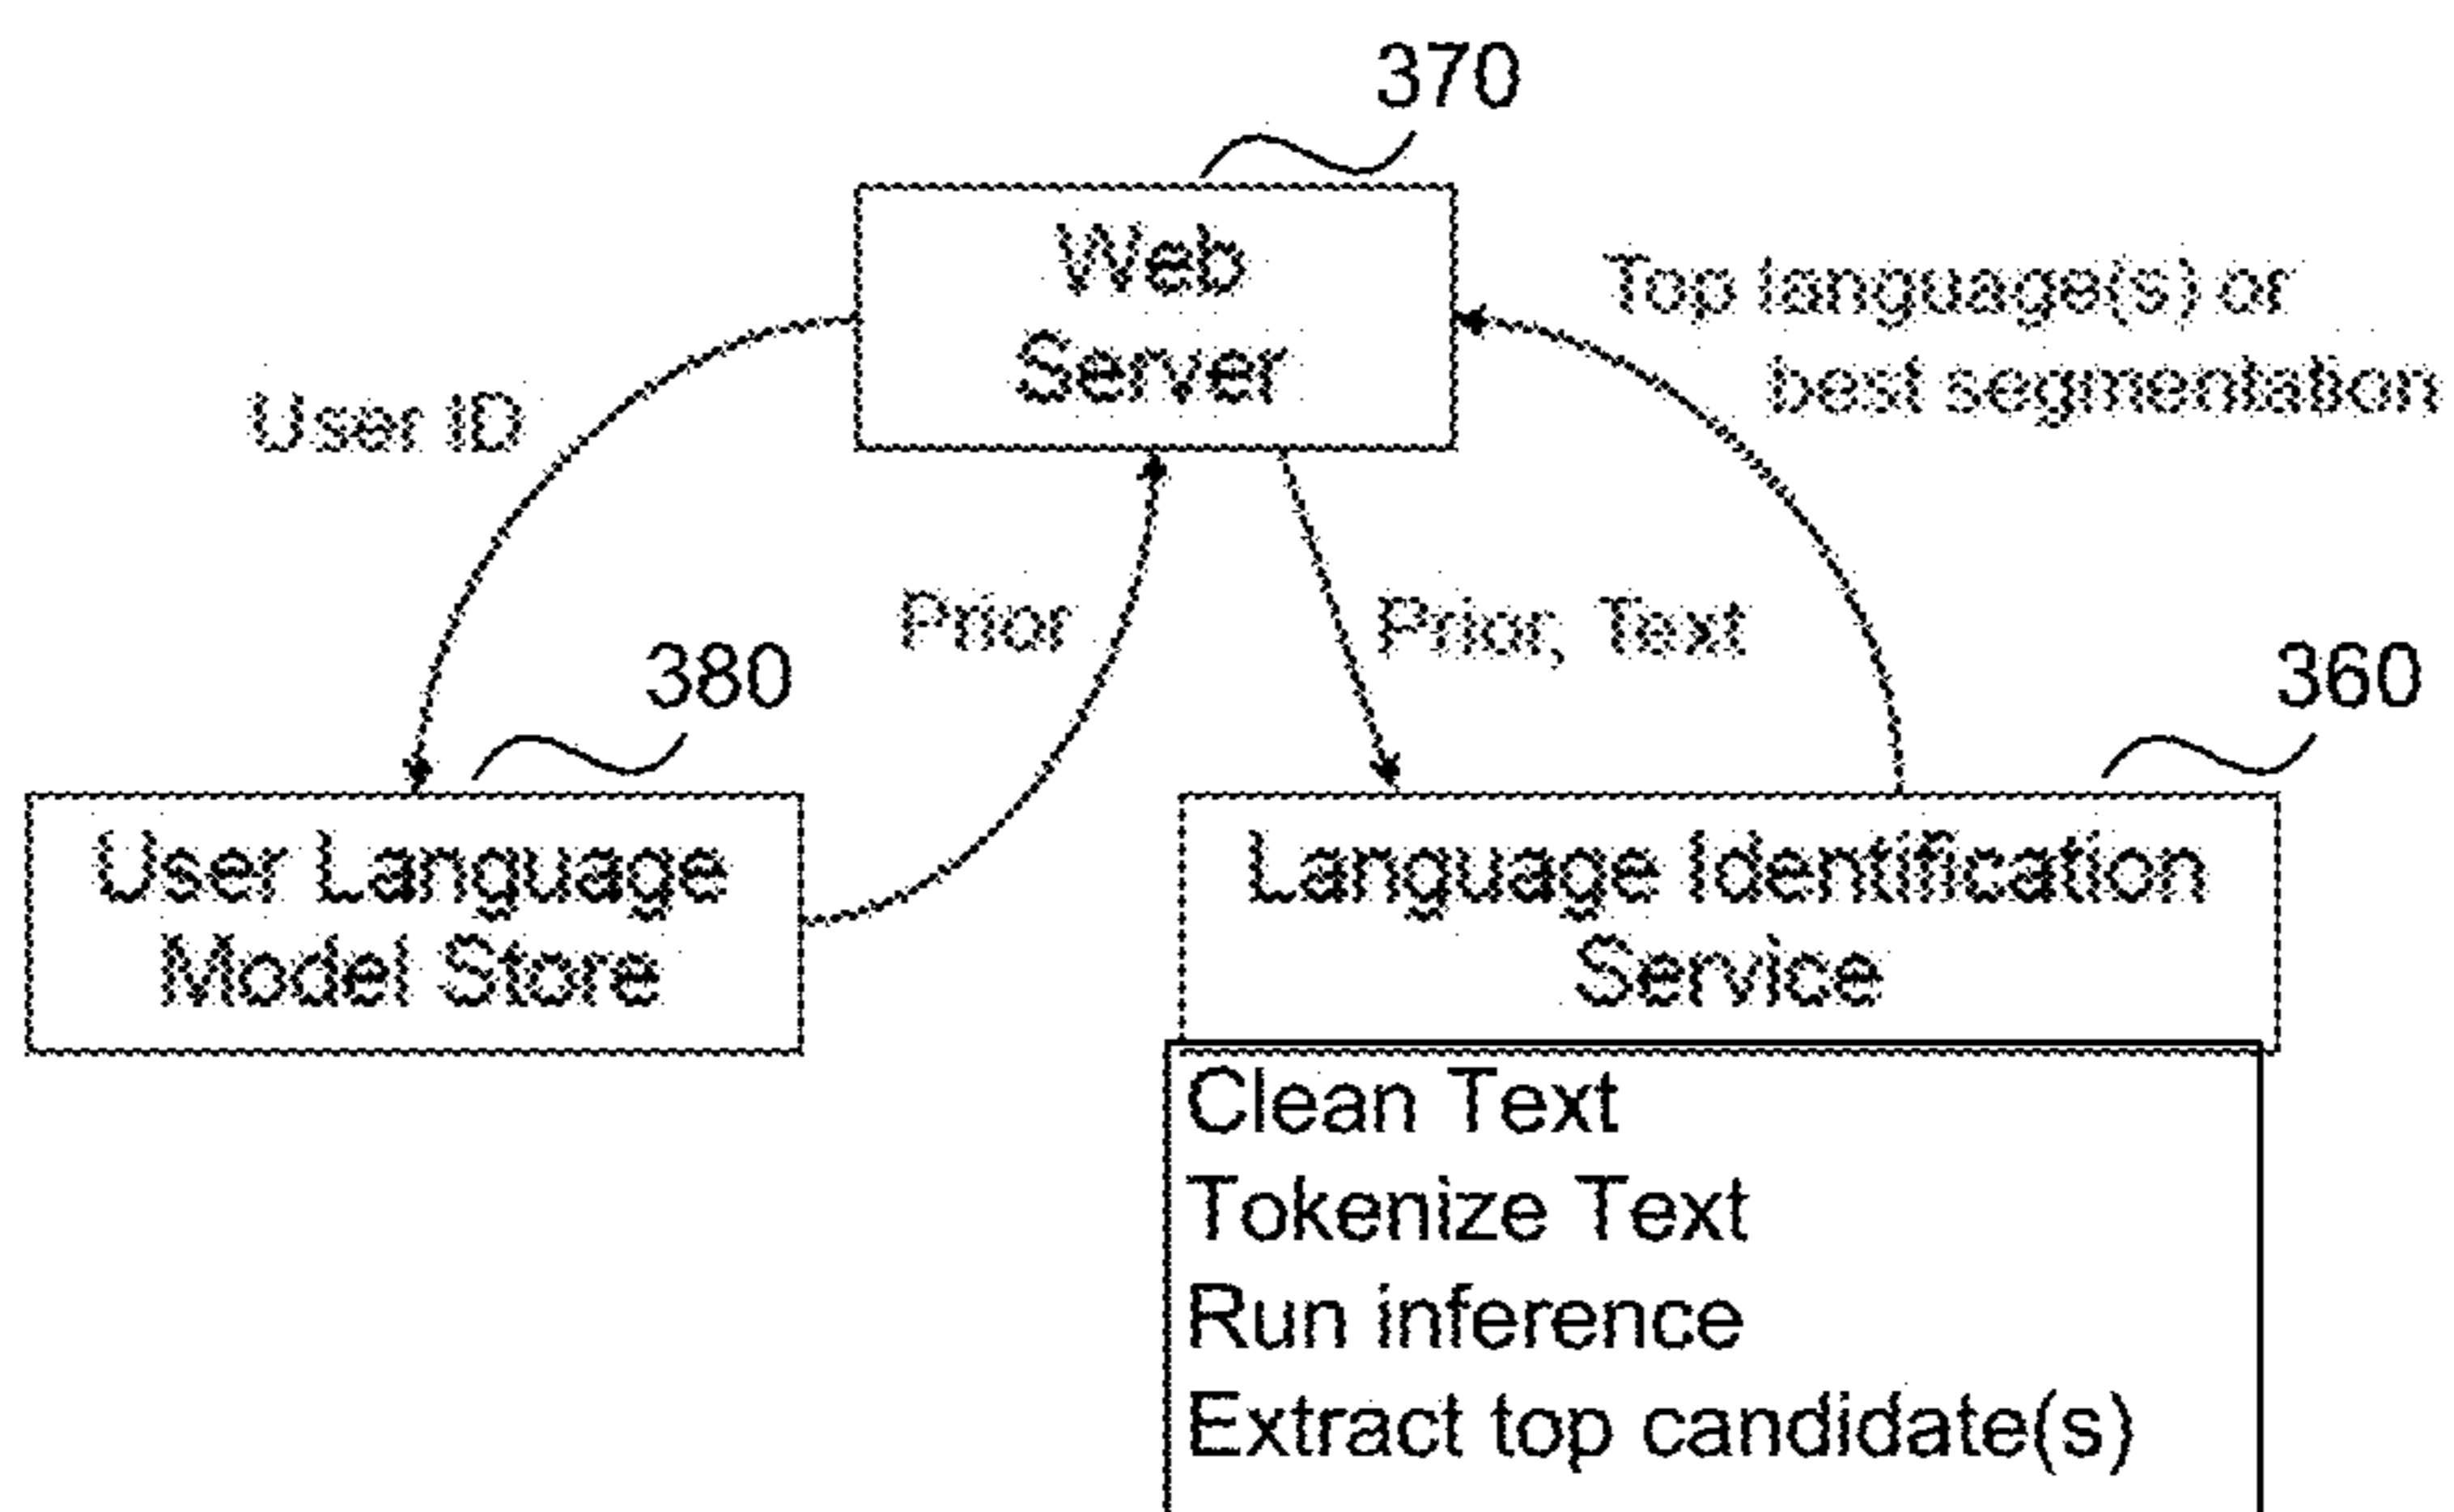 370
Web
Server
Top language(s) or
best segmentation
User ID
Prior
Prior, Text
380
360
User Language
Model Store
Language Identification
Service
Clean Text
Tokenize Text
Run inference
Extract top candidate(s)